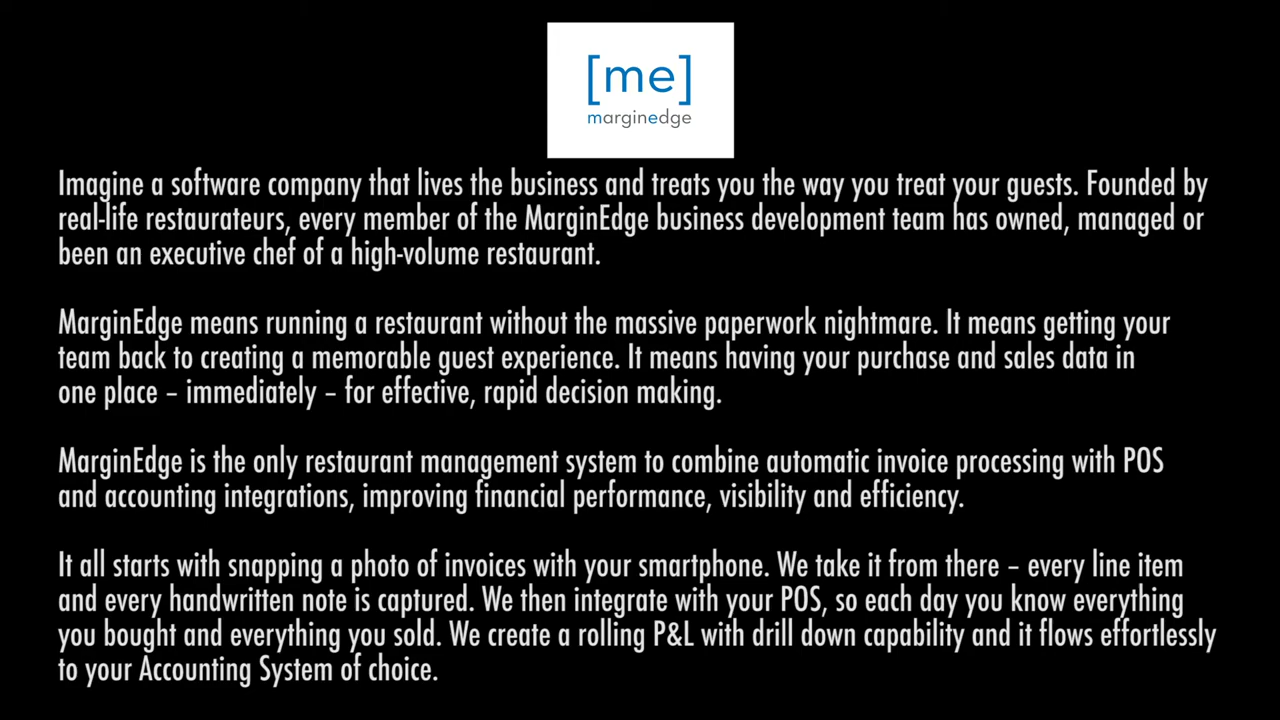 [me]
marginedge
Imagine a software company that lives the business and treats you the way you treat your guests. Founded by
real-life restaurateurs, every member of the MarginEdge business development team has owned, managed or
been an executive chef of a high-volume restaurant.
MarginEdge means running a restaurant without the massive paperwork nightmare. It means getting your
team back to creating a memorable guest experience. It means having your purchase and sales data in
one place – immediately – for effective, rapid decision making.
MarginEdge is the only restaurant management system to combine automatic invoice processing with POS
and accounting integrations, improving financial performance, visibility and efficiency.
It all starts with snapping a photo of invoices with your smartphone. We take it from there – every line item
and every handwritten note is captured. We then integrate with your POS, so each day you know everything
you bought and everything you sold. We create a rolling P&L with drill down capability and it flows effortlessly
to your Accounting System of choice.